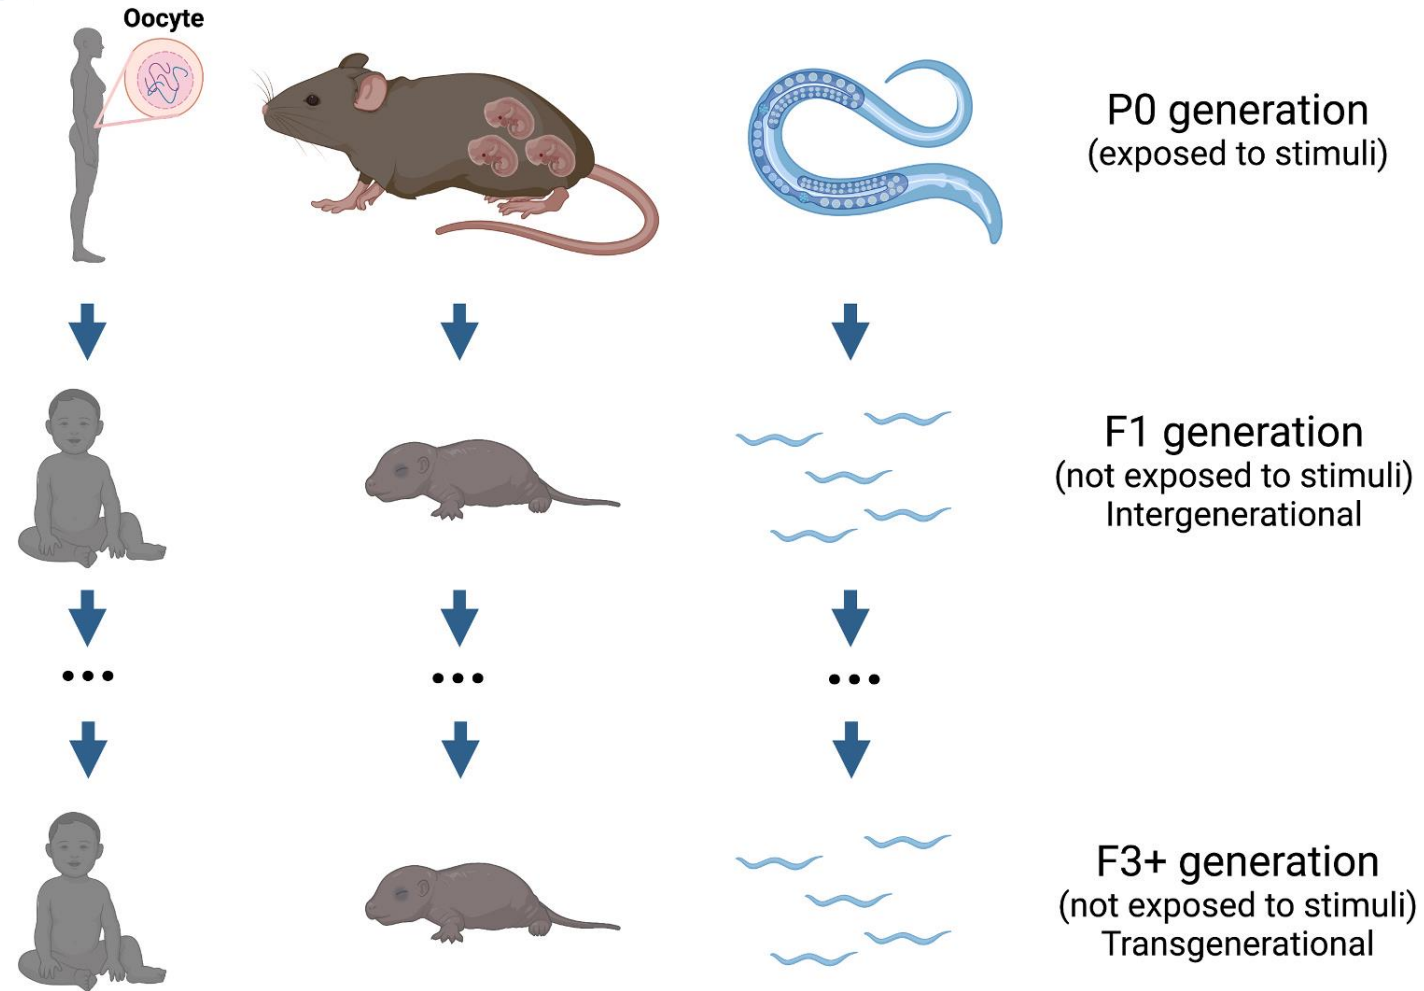 Oocyte
P0 generation
(exposed to stimuli)
F1 generation
(not exposed to stimuli)
Intergenerational
...
...
...
F3+ generation
(not exposed to stimuli)
Transgenerational